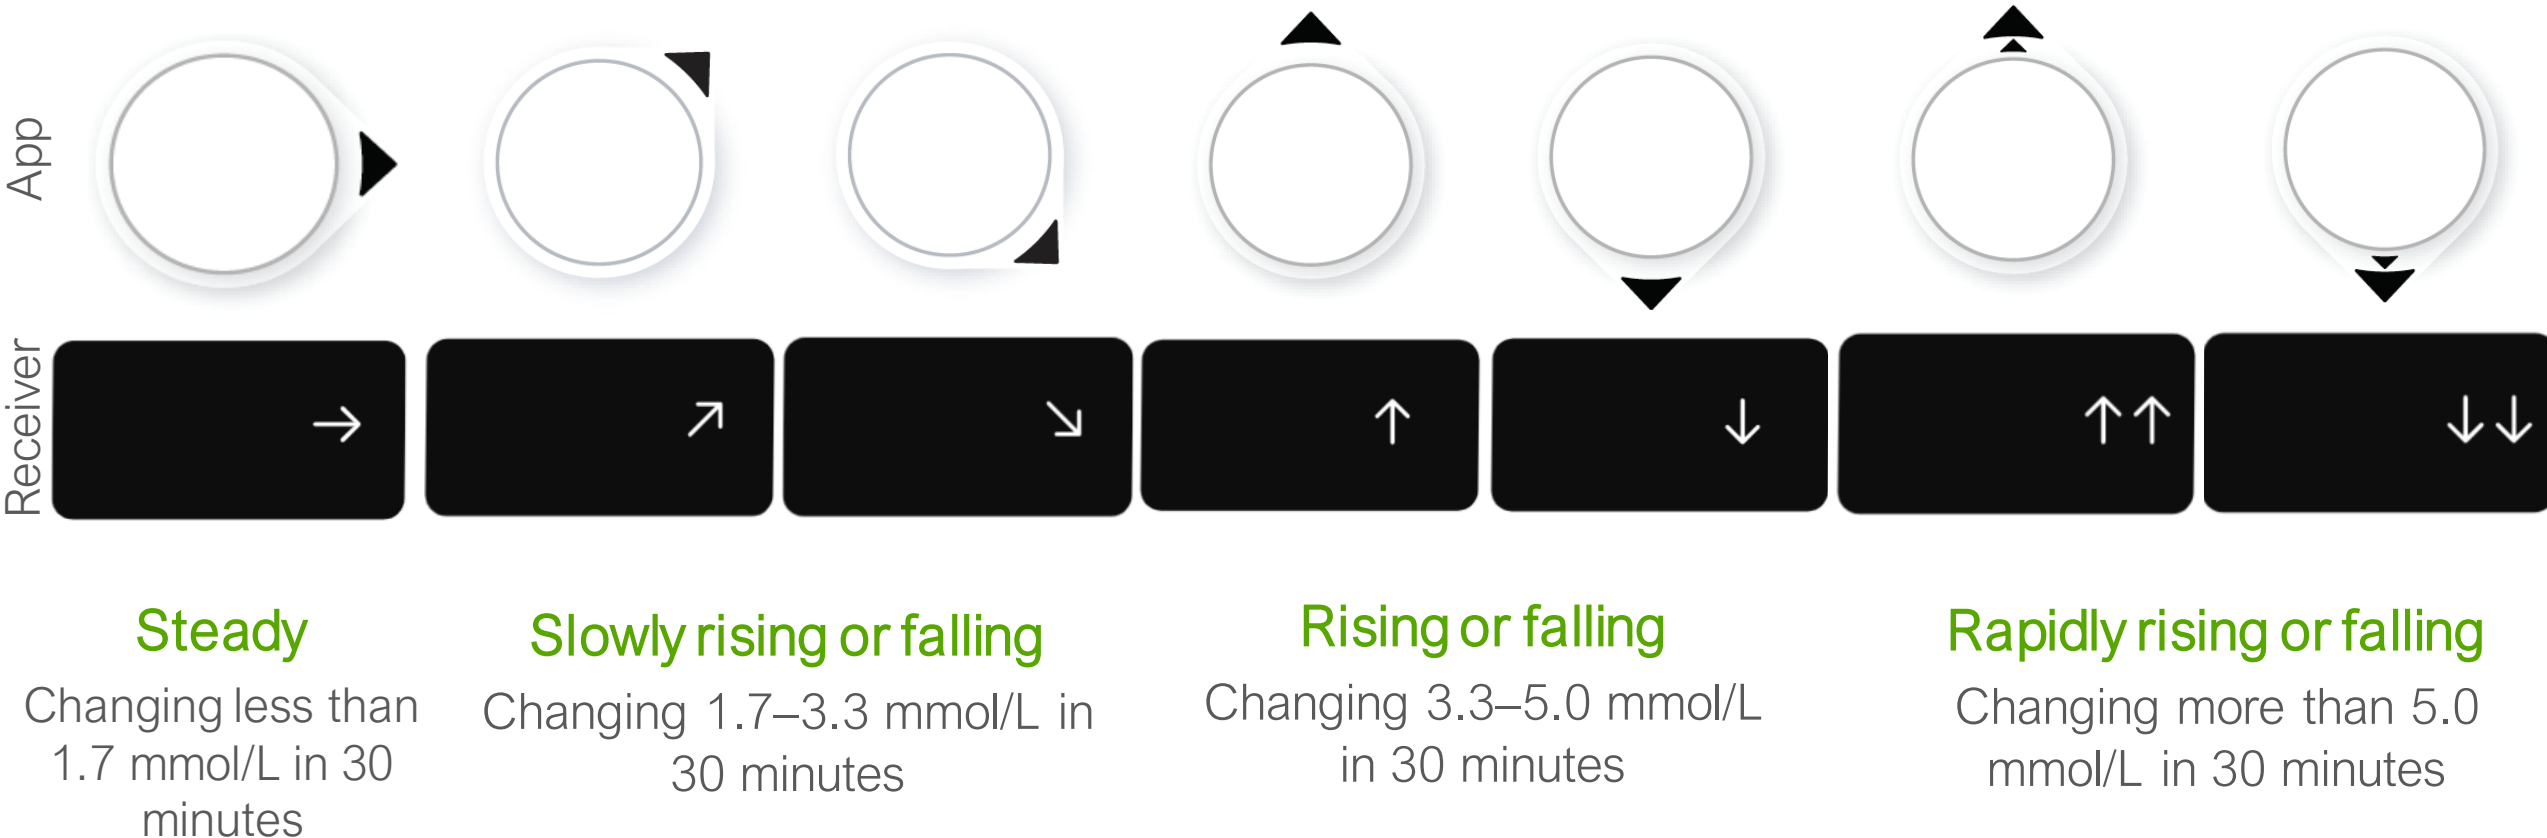 App
Receiver
Steady
Changing less than
1.7 mmol/L in 30
minutes
Slowly rising or falling
Changing 1.7–3.3 mmol/L in
30 minutes
Rising or falling
Changing 3.3–5.0 mmol/L
in 30 minutes
Rapidly rising or falling
Changing more than 5.0
mmol/L in 30 minutes